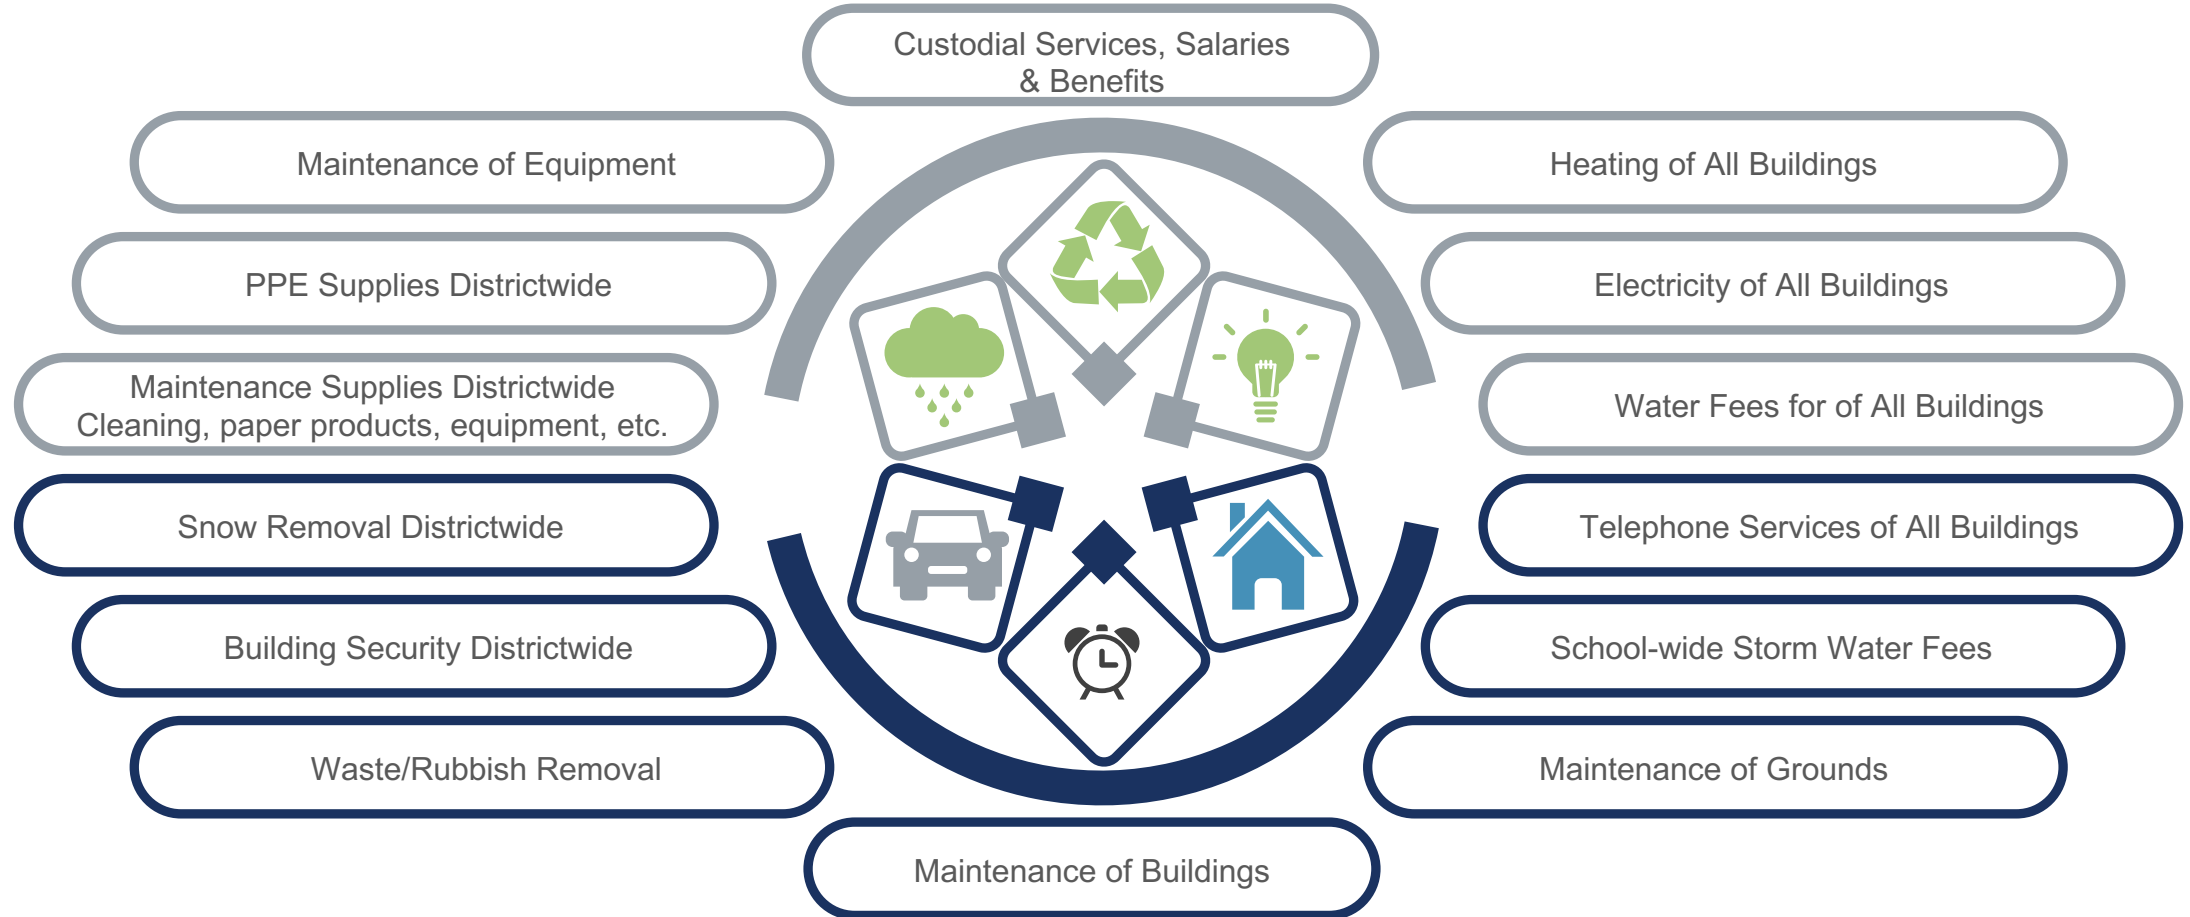 Custodial Services, Salaries
& Benefits
Maintenance of Equipment
Heating of All Buildings
PPE Supplies Districtwide
Electricity of All Buildings
Maintenance Supplies Districtwide
Cleaning, paper products, equipment, etc.
Water Fees for of All Buildings
Snow Removal Districtwide
Telephone Services of All Buildings
Building Security Districtwide
School-wide Storm Water Fees
Waste/Rubbish Removal
Maintenance of Grounds
Maintenance of Buildings